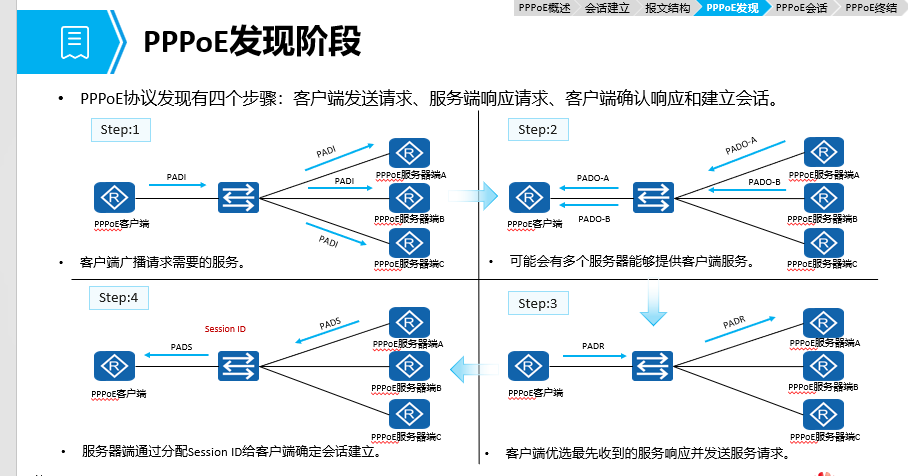 PPPoE概述 会话建立 报文结构 PPPoE发现 PPPoE会话 PPPoE终结
PPPoE发现阶段
• PPPoE协议发现有四个步骤：客户端发送请求、服务端响应请求、客户端确认响应和建立会话。
Step:1
PADI
PADI
PADI
PADI
R
PPPoE客户端
R
PPPoE服务器端A
R
PPPoE服务器端B
R
PPPoE服务器端C
• 客户端广播请求需要的服务。
Step:2
PADO-A
PADO-B
PADO-A
PADO-B
R
PPPoE客户端
R
PPPoE服务器端A
R
PPPoE服务器端B
R
PPPoE服务器端C
• 可能会有多个服务器能够提供客户端服务。
Step:4
Session ID
PADS
PADS
R
PPPoE客户端
R
PPPoE服务器端A
R
PPPoE服务器端B
R
PPPoE服务器端C
• 服务器端通过分配Session ID给客户端确定会话建立。
Step:3
PADR
PADR
R
PPPoE客户端
R
PPPoE服务器端A
R
PPPoE服务器端B
R
PPPoE服务器端C
• 客户端优选最先收到的服务响应并发送服务请求。